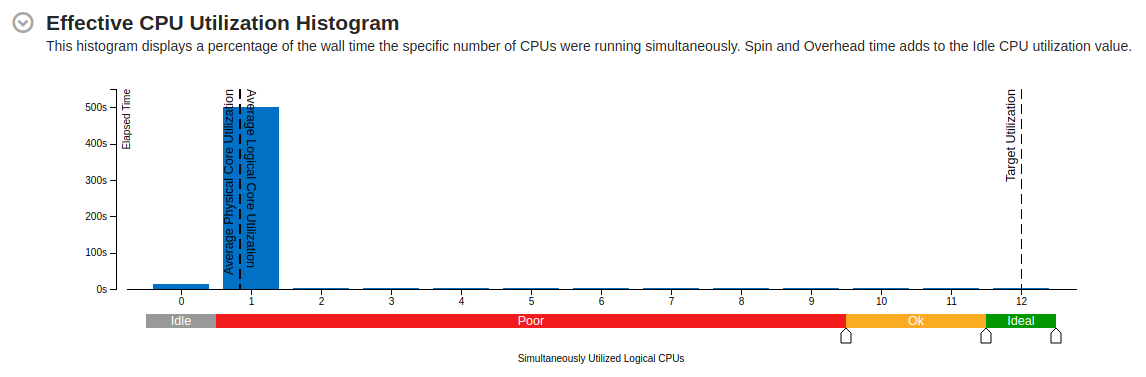 Effective CPU Utilization Histogram
This histogram displays a percentage of the wall time the specific number of CPUs were running simultaneously. Spin and Overhead time adds to the Idle CPU utilization value.
Elapsed Time
500s
400s
300s
200s
100s
0s
Average Physical Core Utilization
Average Logical Core Utilization
Target Utilization
0 1 2 3 4 5 6 7 8 9 10 11 12
Idle Poor Ok Ideal
Simultaneously Utilized Logical CPUs